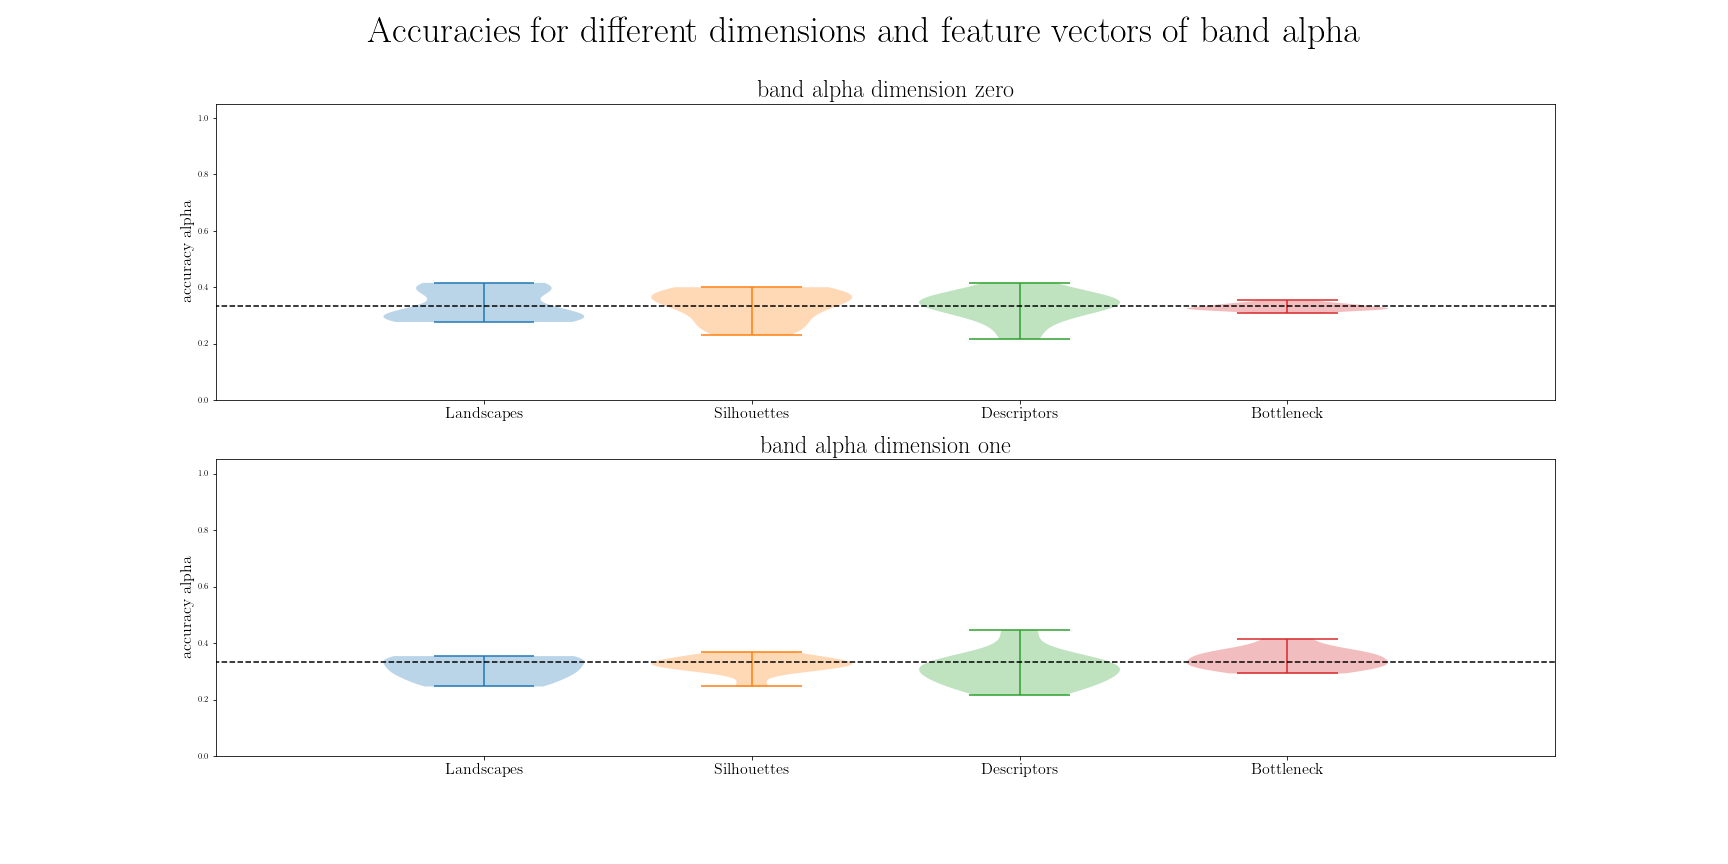 Accuracies for different dimensions and feature vectors of band alpha
band alpha dimension zero
1.0
0.8
0.6
0.4
0.2
0.0
accuracy alpha
Landscapes Silhouettes Descriptors Bottleneck
band alpha dimension one
1.0
0.8
0.6
0.4
0.2
0.0
accuracy alpha
Landscapes Silhouettes Descriptors Bottleneck